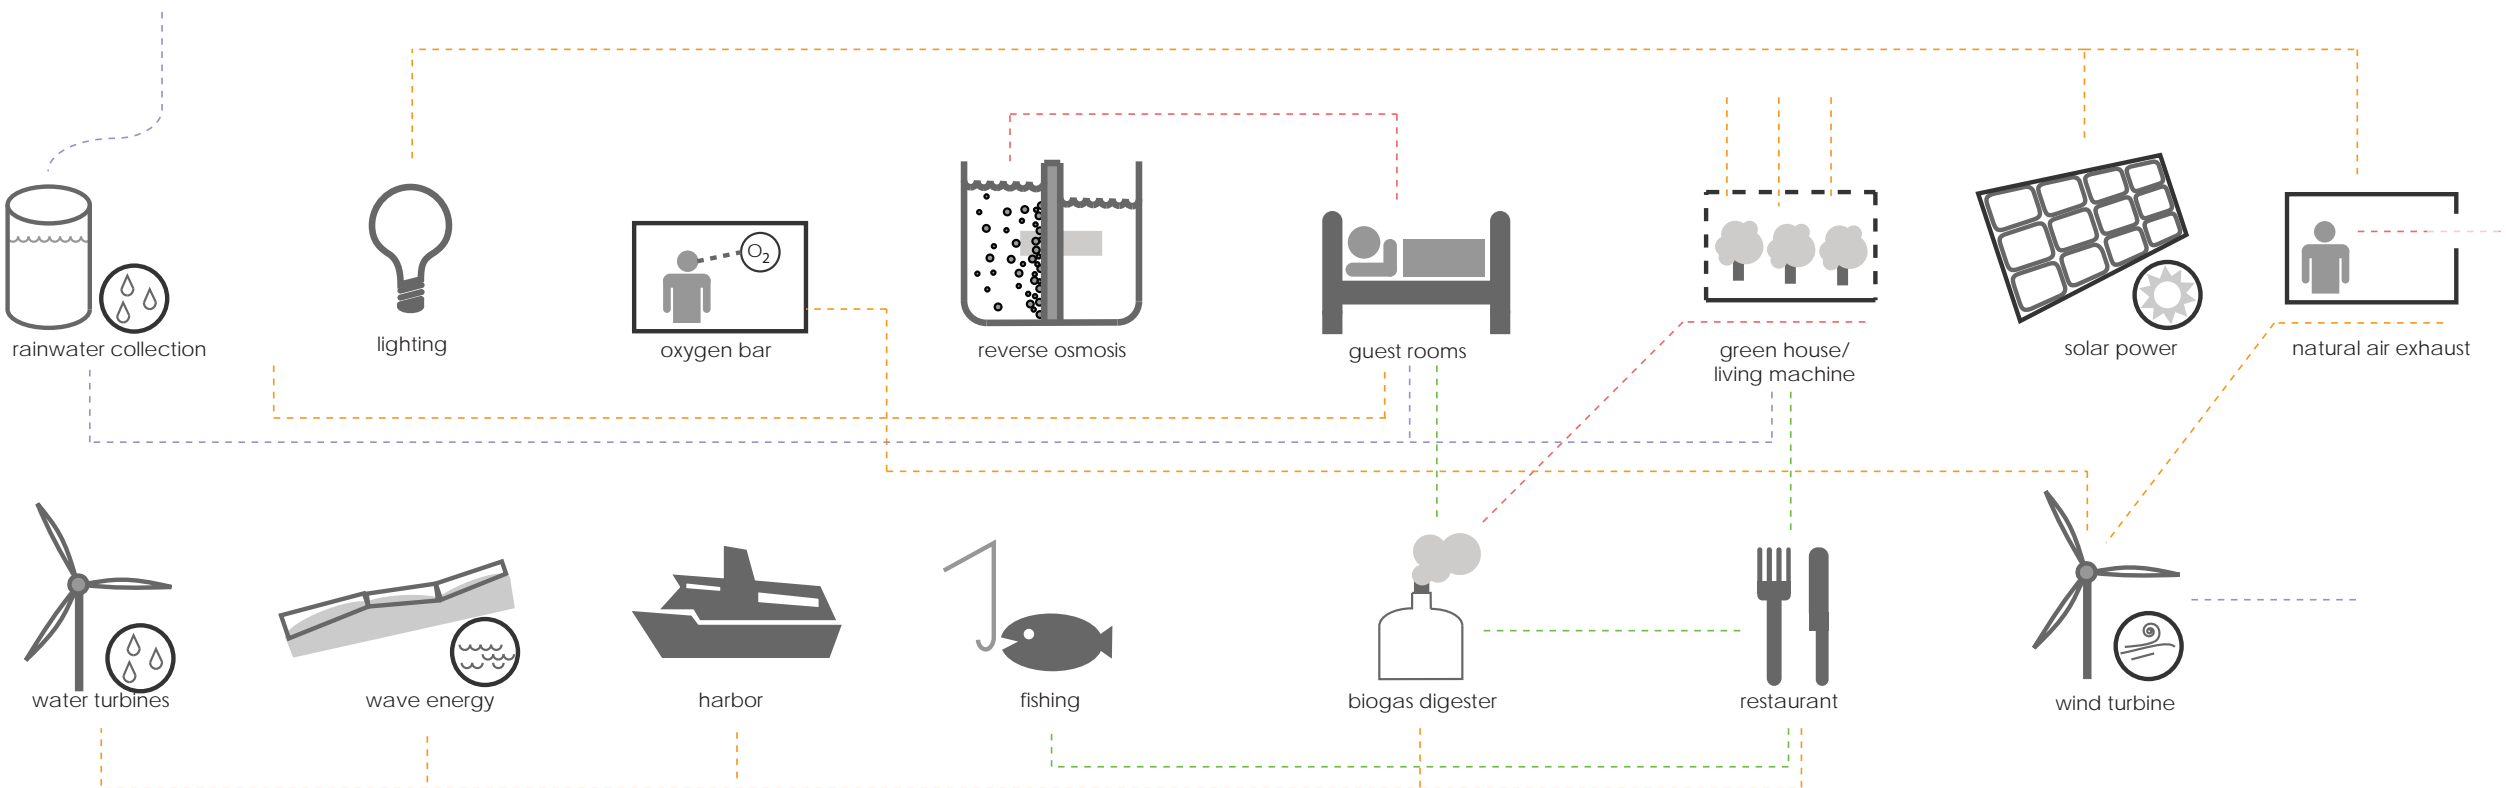 O2
rainwater collection
lighting
oxygen bar
reverse osmosis
guest rooms
green house/
living machine
solar power
natural air exhaust
water turbines
wave energy
harbor
fishing
biogas digester
restaurant
wind turbine